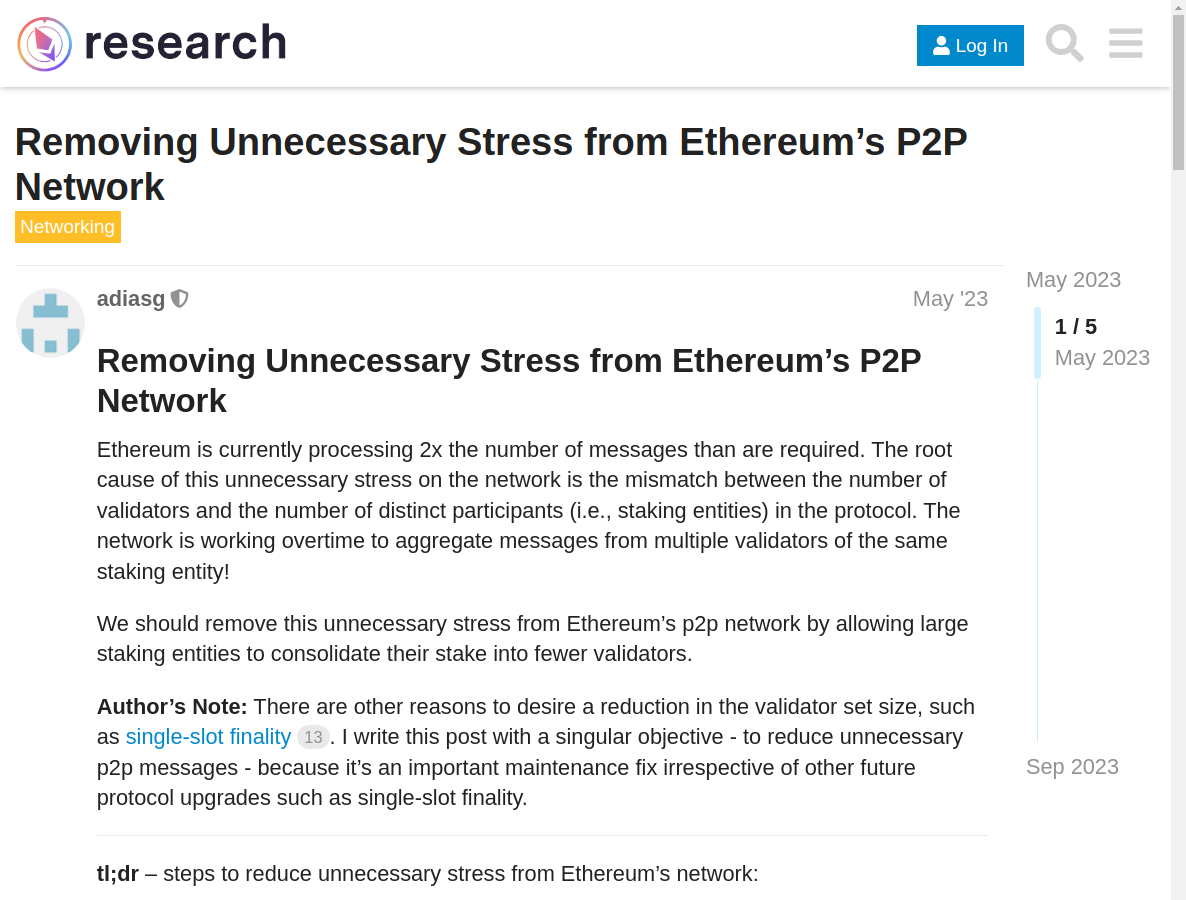 research
Log In
Removing Unnecessary Stress from Ethereum’s P2P
Network
Networking
adiasg
May '23
Removing Unnecessary Stress from Ethereum’s P2P
Network
Ethereum is currently processing 2x the number of messages than are required. The root
cause of this unnecessary stress on the network is the mismatch between the number of
validators and the number of distinct participants (i.e., staking entities) in the protocol. The
network is working overtime to aggregate messages from multiple validators of the same
staking entity!
We should remove this unnecessary stress from Ethereum’s p2p network by allowing large
staking entities to consolidate their stake into fewer validators.
Author’s Note: There are other reasons to desire a reduction in the validator set size, such
as single-slot finality 13. I write this post with a singular objective - to reduce unnecessary
p2p messages - because it’s an important maintenance fix irrespective of other future
protocol upgrades such as single-slot finality.
tl;dr – steps to reduce unnecessary stress from Ethereum’s network:
May 2023
1 / 5
May 2023
Sep 2023